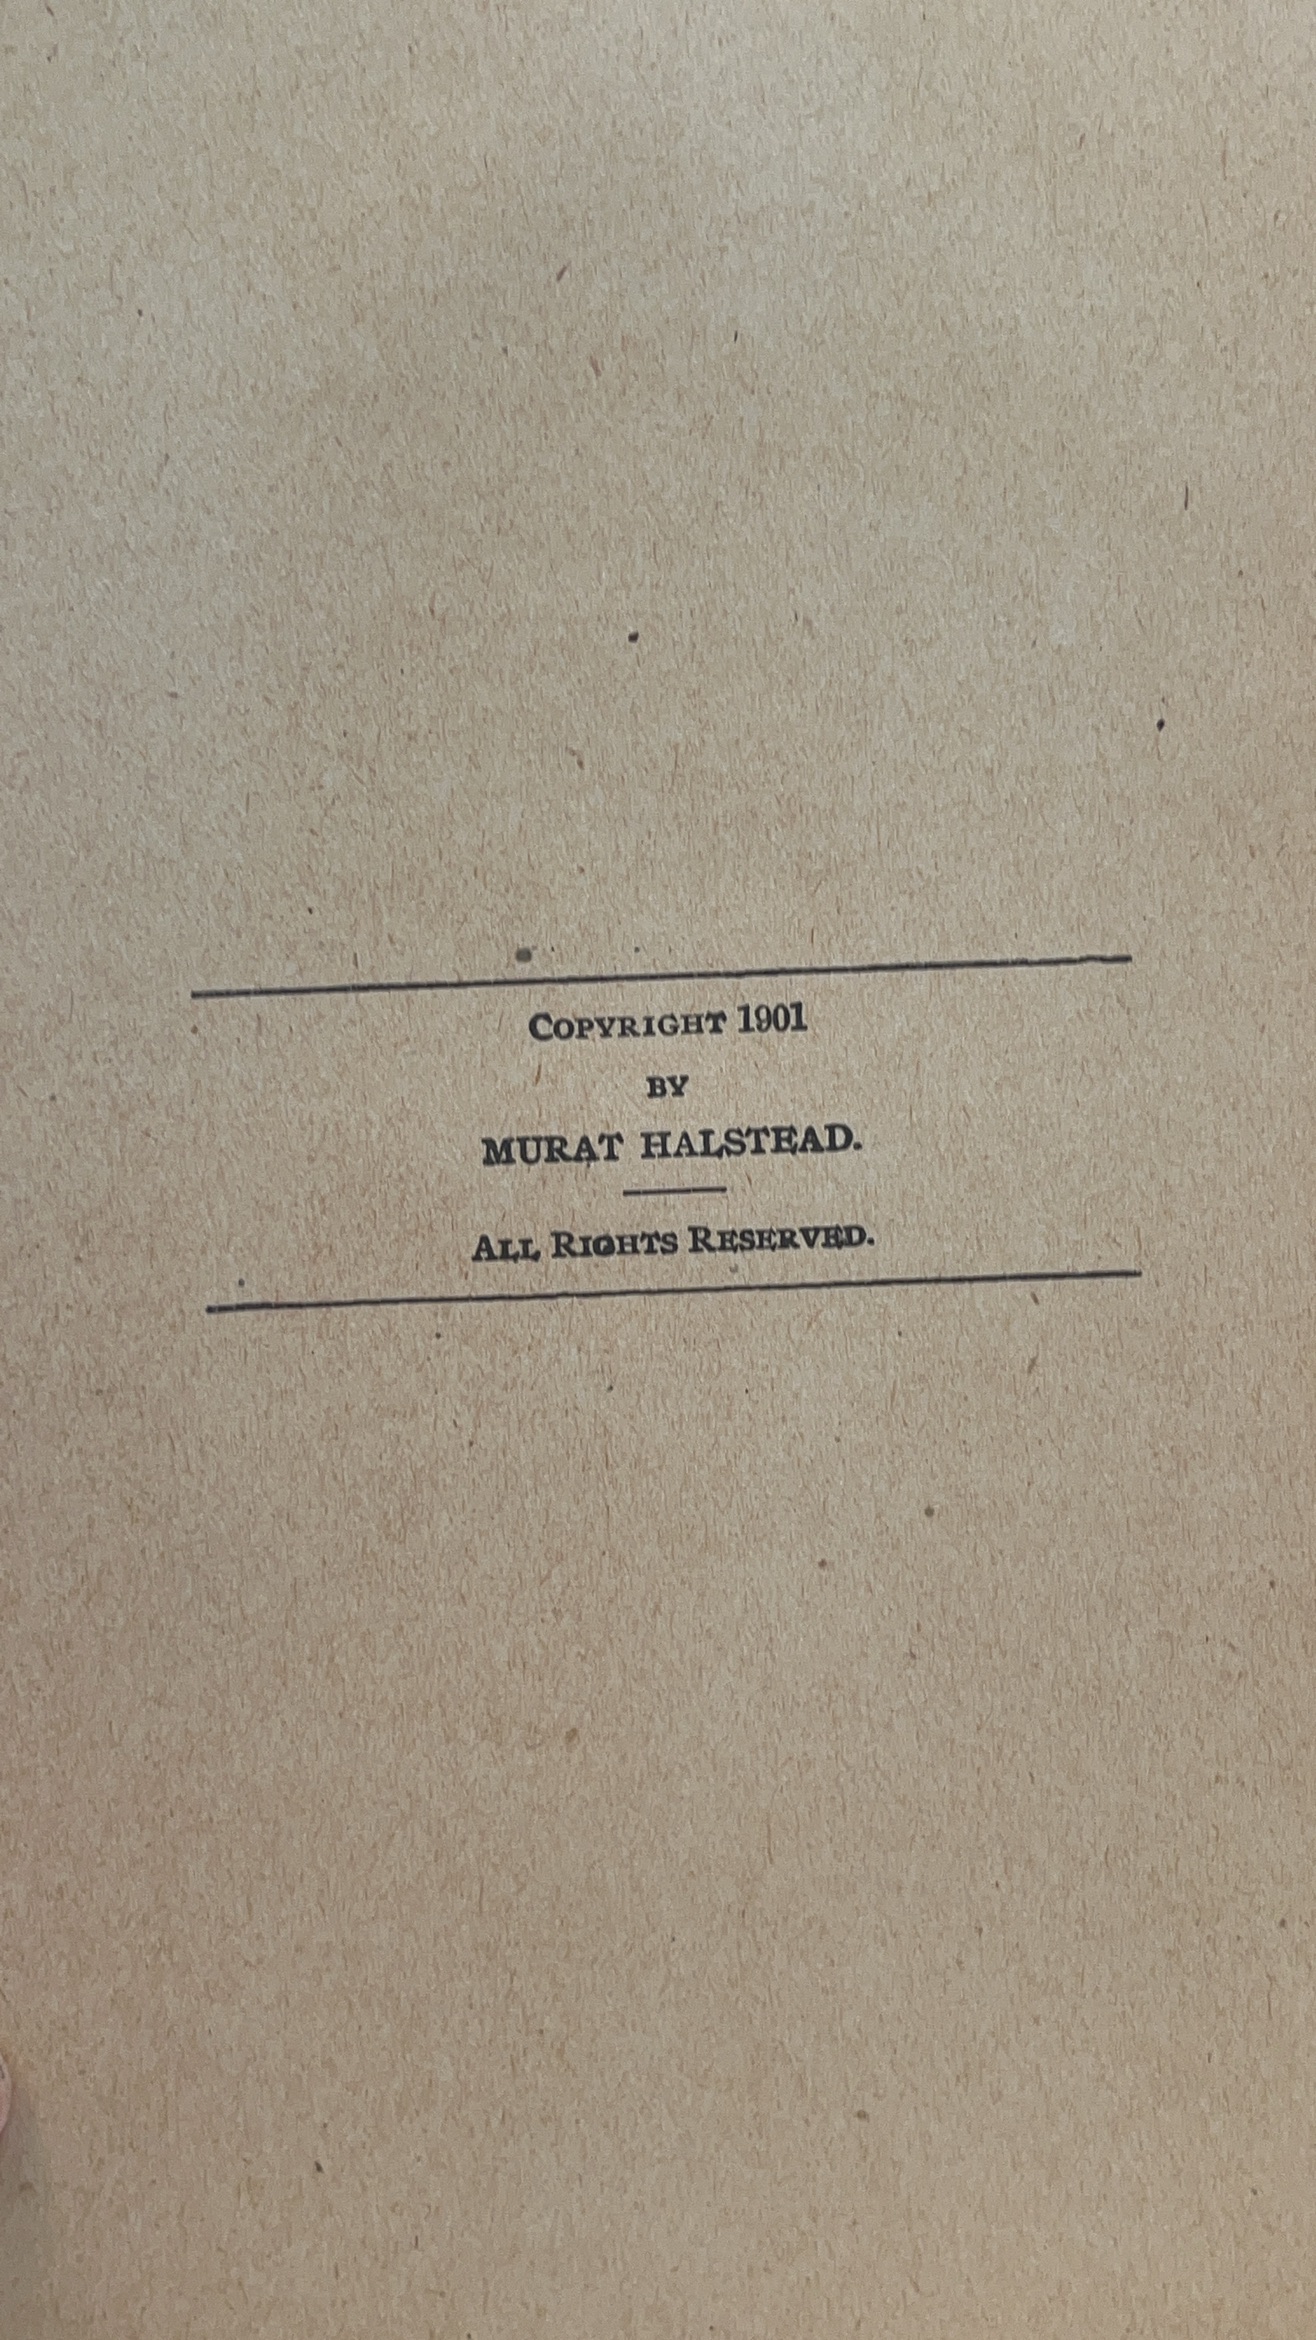 COPYRIGHT 1901
BY
MURAT HALSTEAD.
ALL RIGHTS RESERVED.